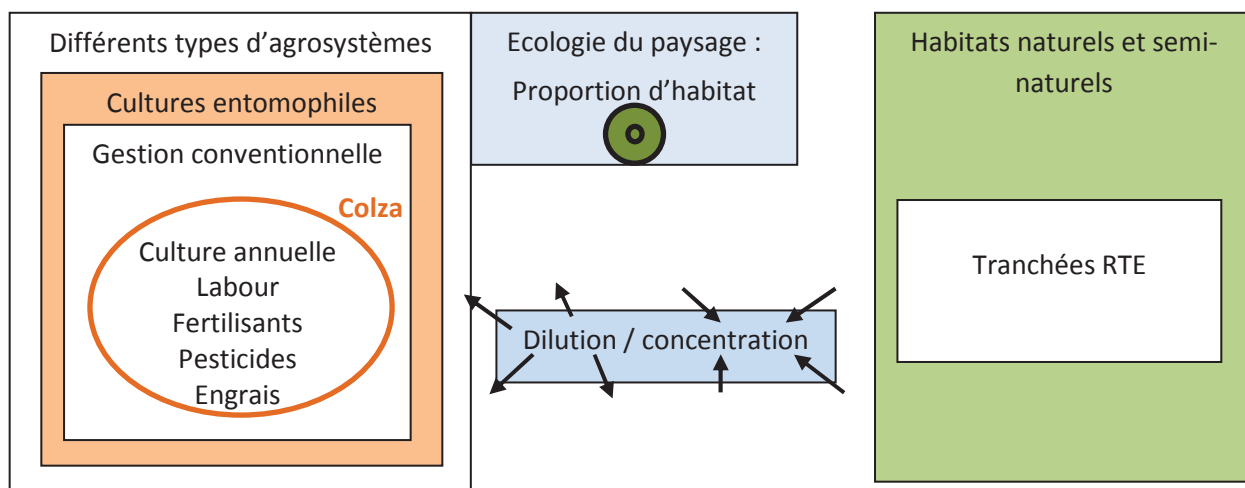 Différents types d’agrosystèmes
Cultures entomophiles
Gestion conventionnelle
Colza
Culture annuelle
Labour
Fertilisants
Pesticides
Engrais
Ecologie du paysage :
Proportion d’habitat
Dilution / concentration
Habitats naturels et semi-
naturels
Tranchées RTE